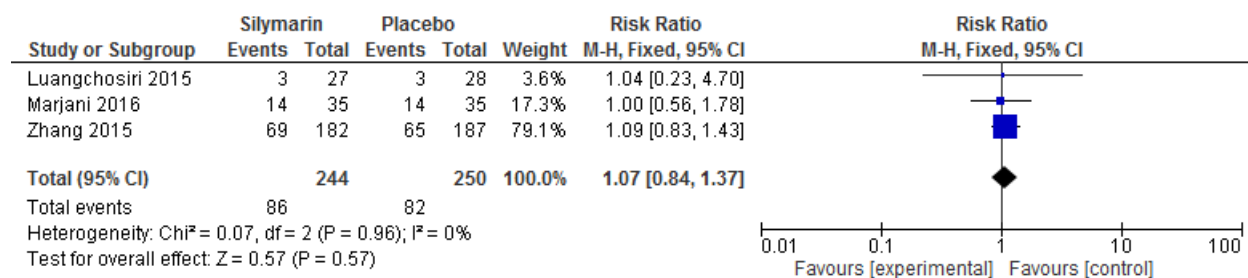 Silymarin Placebo Risk Ratio Risk Ratio
Study or Subgroup Events Total Events Total Weight M-H, Fixed, 95% CI M-H, Fixed, 95% CI
Luangchosiri 2015 3 27 3 28 3.6% 1.04 [0.23, 4.70]
Marjani 2016 14 35 14 35 17.3% 1.00 [0.56, 1.78]
Zhang 2015 69 182 65 187 79.1% 1.09 [0.83, 1.43]
Total (95% CI) 244 250 100.0% 1.07 [0.84, 1.37]
Total events 86 82
Heterogeneity: Chi² = 0.07, df = 2 (P = 0.96); I² = 0%
Test for overall effect: Z = 0.57 (P = 0.57)
0.01 0.1 1 10 100
Favours [experimental] Favours [control]